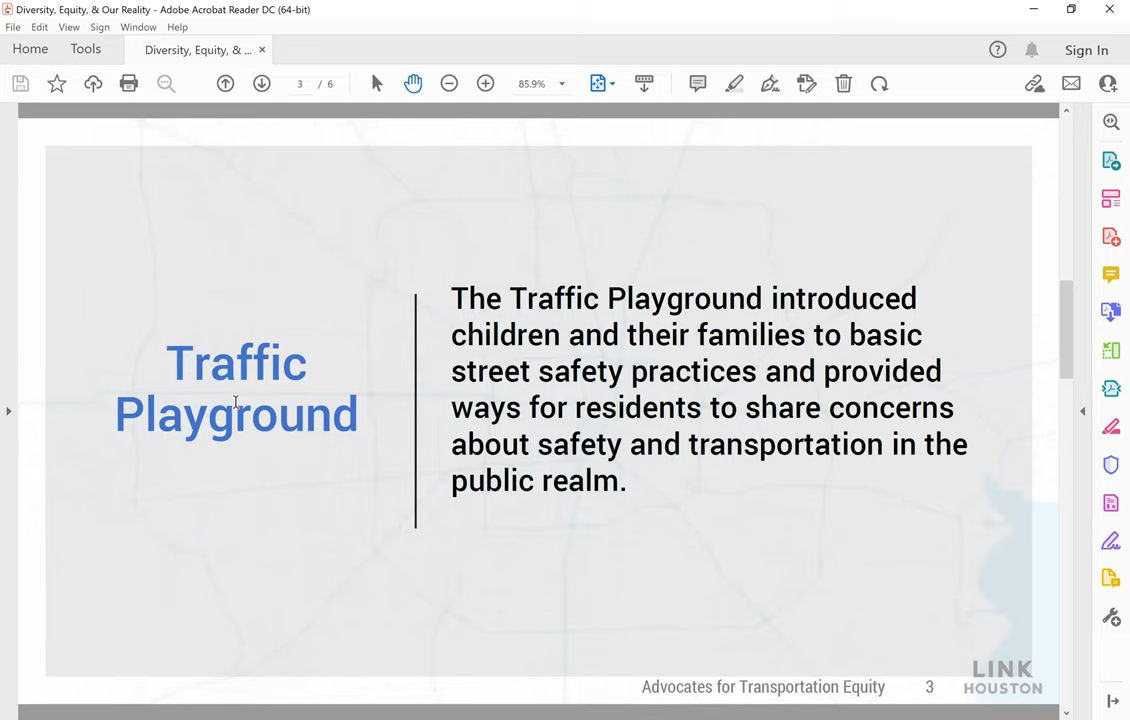 Diversity, Equity, & Our Reality - Adobe Acrobat Reader DC (64-bit)
File Edit View Sign Window Help
Home Tools Diversity, Equity, & ... × Sign In
3 / 6 85.9%
Traffic
Playground
The Traffic Playground introduced
children and their families to basic
street safety practices and provided
ways for residents to share concerns
about safety and transportation in the
public realm.
Advocates for Transportation Equity 3
LINK
HOUSTON